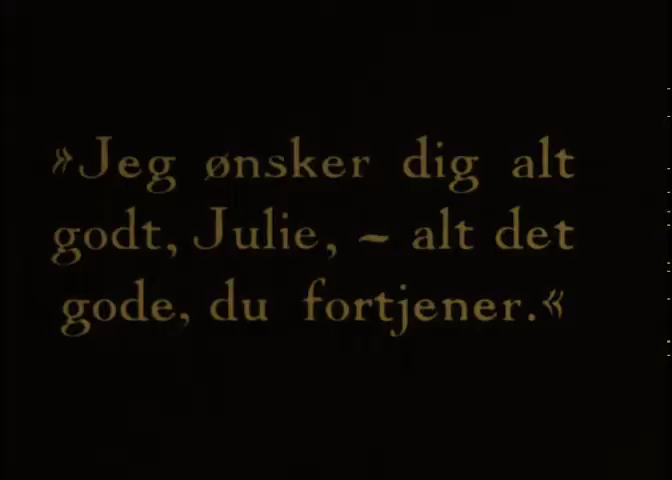 »Jeg ønsker dig alt
godt, Julie, – alt det
gode, du fortjener.«